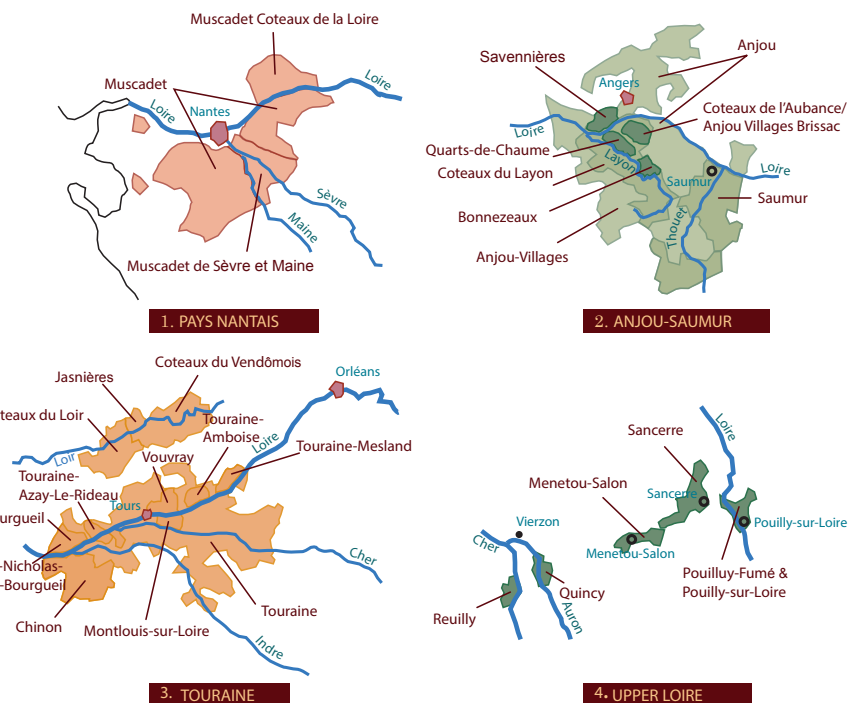 Muscadet Coteaux de la Loire
Muscadet
Loire
Loire
Nantes
Sèvre
Maine
Muscadet de Sèvre et Maine
1. PAYS NANTAIS
Savennières
Anjou
Angers
Coteaux de l'Aubance/
Anjou Villages Brissac
Loire
Quarts-de-Chaume
Layon
Coteaux du Layon
Loire
Saumur
Saumur
Bonnezeaux
Thouet
Anjou-Villages
2. ANJOU-SAUMUR
Coteaux du Vendômois
Orléans
Jasnières
teaux du Loir
Touraine-
Amboise
Loire
Touraine-Mesland
Loir
Vouvray
Touraine-
Azay-Le-Rideau
Tours
urgueil
Cher
-Nicholas-
-Bourgueil
Touraine
Chinon
Montlouis-sur-Loire
Indre
3. TOURAINE
Sancerre
Loire
Menetou-Salon
Sancerre
Vierzon
Pouilly-sur-Loire
Cher
Menetou-Salon
Pouilluy-Fumé &
Pouilly-sur-Loire
Quincy
Reuilly
Auron
4. UPPER LOIRE